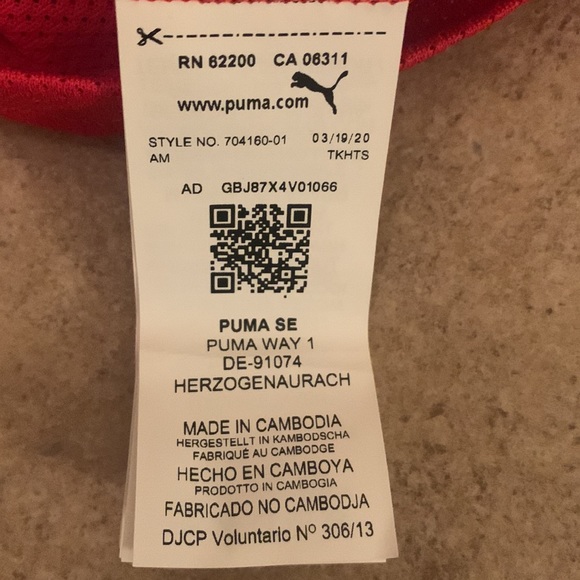 RN 62200 CA 06311
www.puma.com
STYLE NO. 704160-01 03/19/20
AM TKHTS
AD GBJ87X4V01066
PUMA SE
PUMA WAY 1
DE-91074
HERZOGENAURACH
MADE IN CAMBODIA
HERGESTELLT IN KAMBODSCHA
FABRIQUÉ AU CAMBODGE
HECHO EN CAMBOYA
PRODOTTO IN CAMBOGIA
FABRICADO NO CAMBODJA
DJCP Voluntario Nº 306/13